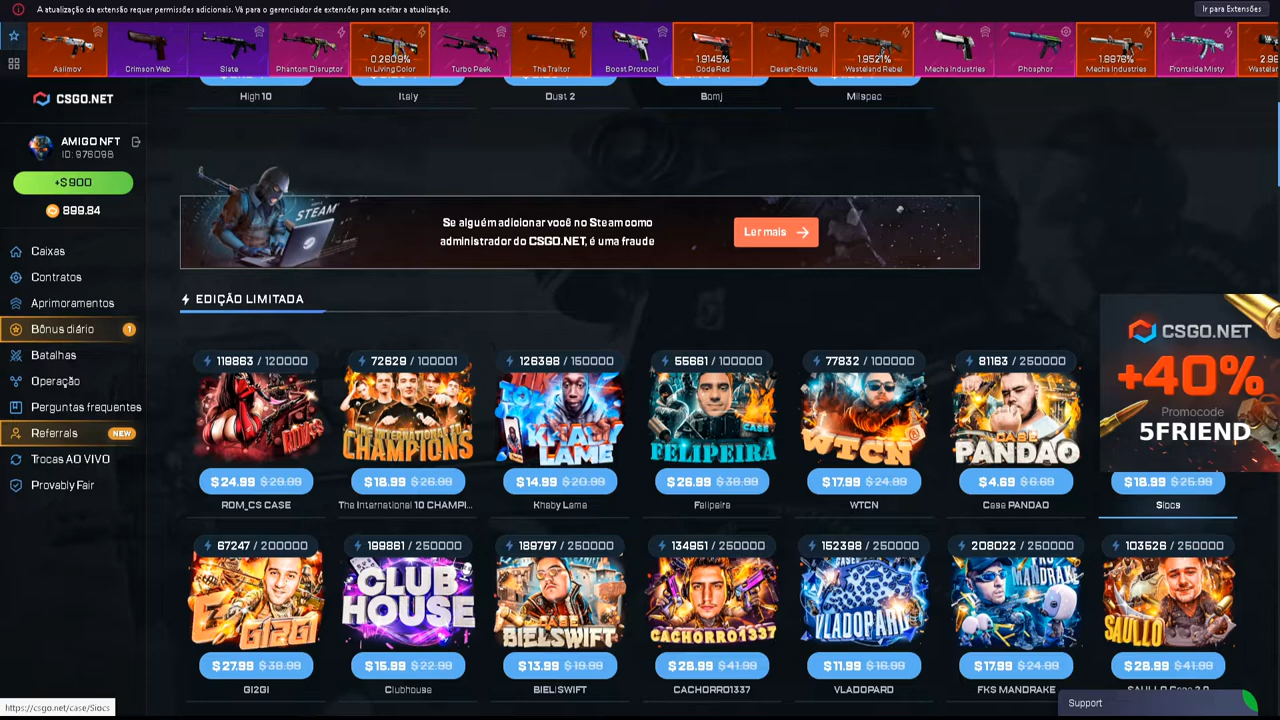 A atualização da extensão requer permissões adicionais. Vá para o gerenciador de extensões para aceitar a atualização.
Ir para Extensões
0.2609%
1.9145%
1.9521%
1.8878%
Asiimov
Crimson Web
Slate
Phantom Disruptor
In Living Color
Turbo Peek
The Traitor
Boost Protocol
Code Red
Desert-Strike
Wasteland Rebel
Mecha Industries
Phosphor
Mecha Industries
Frontside Misty
CSGO.NET
High 10
Italy
Dust 2
Bomj
Milspec
AMIGO NFT
ID: 976098
+$900
899.84
STEAM
Se alguém adicionar você no Steam como
administrador do CSGO.NET, é uma fraude
Ler mais
Caixas
Contratos
Aprimoramentos
Bônus diário
1
Batalhas
Operação
Perguntas frequentes
Referrals
NEW
Trocas AO VIVO
Provably Fair
EDIÇÃO LIMITADA
119863 / 120000
72629 / 100001
126398 / 150000
55661 / 100000
77832 / 100000
81163 / 250000
CHAMPIONS
KHABY
LAME
CASE
FELIPEIRA
WTCN
CASE
PANDAO
CSGO.NET
+40%
Promocode
5FRIEND
$24.99 $29.99
$18.99 $26.99
$14.99 $20.99
$26.99 $38.99
$17.99 $24.99
$4.69 $6.69
$18.99 $25.99
ROM_CS CASE
The International 10 CHAMPI...
Khaby Lame
Felipeira
WTCN
Case PANDAO
Siocs
67247 / 200000
199861 / 250000
189797 / 250000
134951 / 250000
152398 / 250000
208022 / 250000
103526 / 250000
GI2GI
CLUB
HOUSE
CASE
BIELSWIFT
CACHORRO1337
VLADOPARD
FKS
MANDRAKE
SAULLO
$27.99 $38.99
$15.99 $22.99
$13.99 $19.99
$28.99 $41.99
$11.99 $16.99
$17.99 $24.99
$28.99 $41.99
GI2GI
Clubhouse
BIELSWIFT
CACHORRO1337
VLADOPARD
FKS MANDRAKE
Support
https://csgo.net/case/Siocs